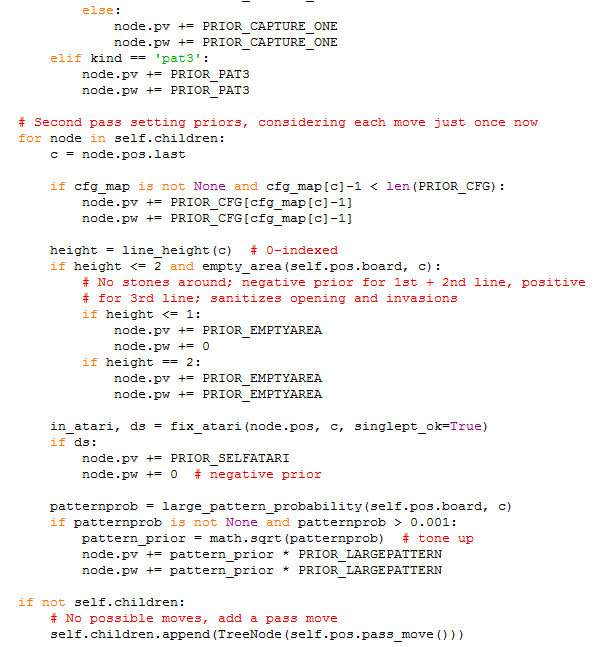 else:
node.pv += PRIOR_CAPTURE_ONE
node.pw += PRIOR_CAPTURE_ONE
elif kind == 'pat3':
node.pv += PRIOR_PAT3
node.pw += PRIOR_PAT3
# Second pass setting priors, considering each move just once now
for node in self.children:
c = node.pos.last
if cfg_map is not None and cfg_map[c]-1 < len(PRIOR_CFG):
node.pv += PRIOR_CFG[cfg_map[c]-1]
node.pw += PRIOR_CFG[cfg_map[c]-1]
height = line_height(c)  # 0-indexed
if height <= 2 and empty_area(self.pos.board, c):
# No stones around; negative prior for 1st + 2nd line, positive
# for 3rd line; sanitizes opening and invasions
if height <= 1:
node.pv += PRIOR_EMPTYAREA
node.pw += 0
if height == 2:
node.pv += PRIOR_EMPTYAREA
node.pw += PRIOR_EMPTYAREA
in_atari, ds = fix_atari(node.pos, c, singlept_ok=True)
if ds:
node.pv += PRIOR_SELFATARI
node.pw += 0  # negative prior
patternprob = large_pattern_probability(self.pos.board, c)
if patternprob is not None and patternprob > 0.001:
pattern_prior = math.sqrt(patternprob)  # tone up
node.pv += pattern_prior * PRIOR_LARGEPATTERN
node.pw += pattern_prior * PRIOR_LARGEPATTERN
if not self.children:
# No possible moves, add a pass move
self.children.append(TreeNode(self.pos.pass_move()))